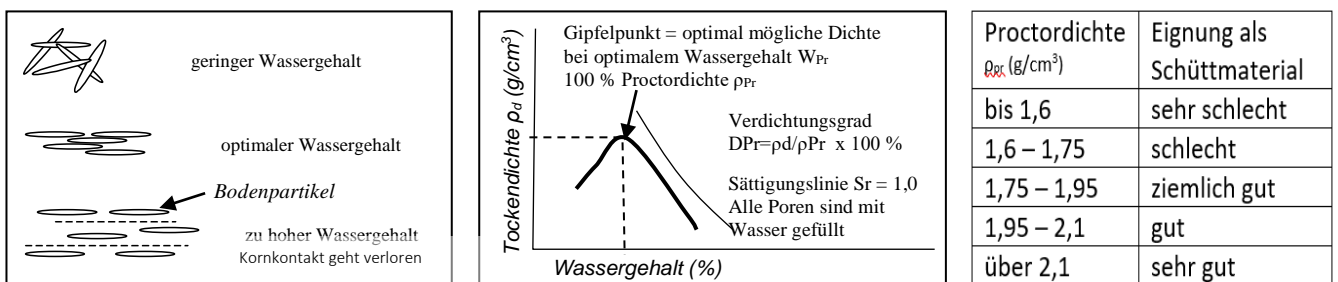 geringer Wassergehalt
optimaler Wassergehalt
Bodenpartikel
zu hoher Wassergehalt
Kornkontakt geht verloren
Tockendichte ρd (g/cm³)
Gipfelpunkt = optimal mögliche Dichte
bei optimalem Wassergehalt WPr
100 % Proctordichte ρPr
Verdichtungsgrad
DPr=ρd/ρPr x 100 %
Sättigungslinie Sr = 1,0
Alle Poren sind mit
Wasser gefüllt
Wassergehalt (%)
Proctordichte Eignung als
ρpr (g/cm³) Schüttmaterial
bis 1,6 sehr schlecht
1,6 – 1,75 schlecht
1,75 – 1,95 ziemlich gut
1,95 – 2,1 gut
über 2,1 sehr gut